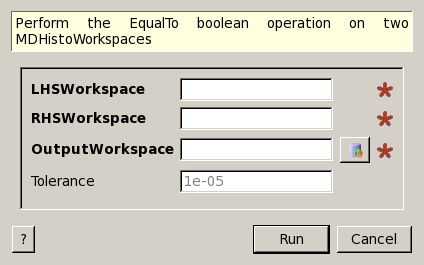 Perform the EqualTo boolean operation on two
MDHistoWorkspaces
LHSWorkspace
RHSWorkspace
OutputWorkspace
Tolerance 1e-05
? Run Cancel